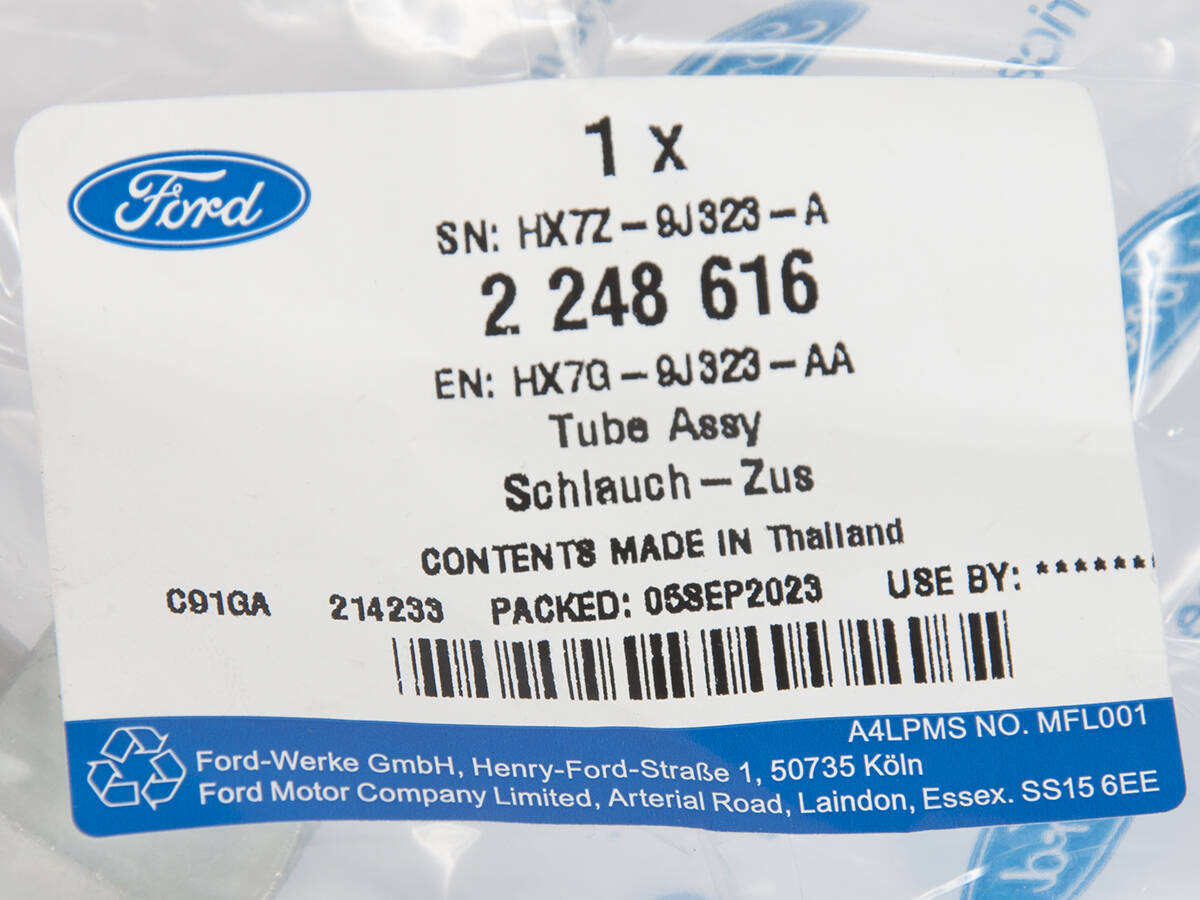 Ford
1 x
SN: HX7Z-9J323-A
2 248 616
EN: HX7G-9J323-AA
Tube Assy
Schlauch-Zus
CONTENTS MADE IN Thailand
C91GA 214233 PACKED: 05SEP2023 USE BY: *******
A4LPMS NO. MFL001
Ford-Werke GmbH, Henry-Ford-Straße 1, 50735 Köln
Ford Motor Company Limited, Arterial Road, Laindon, Essex. SS15 6EE